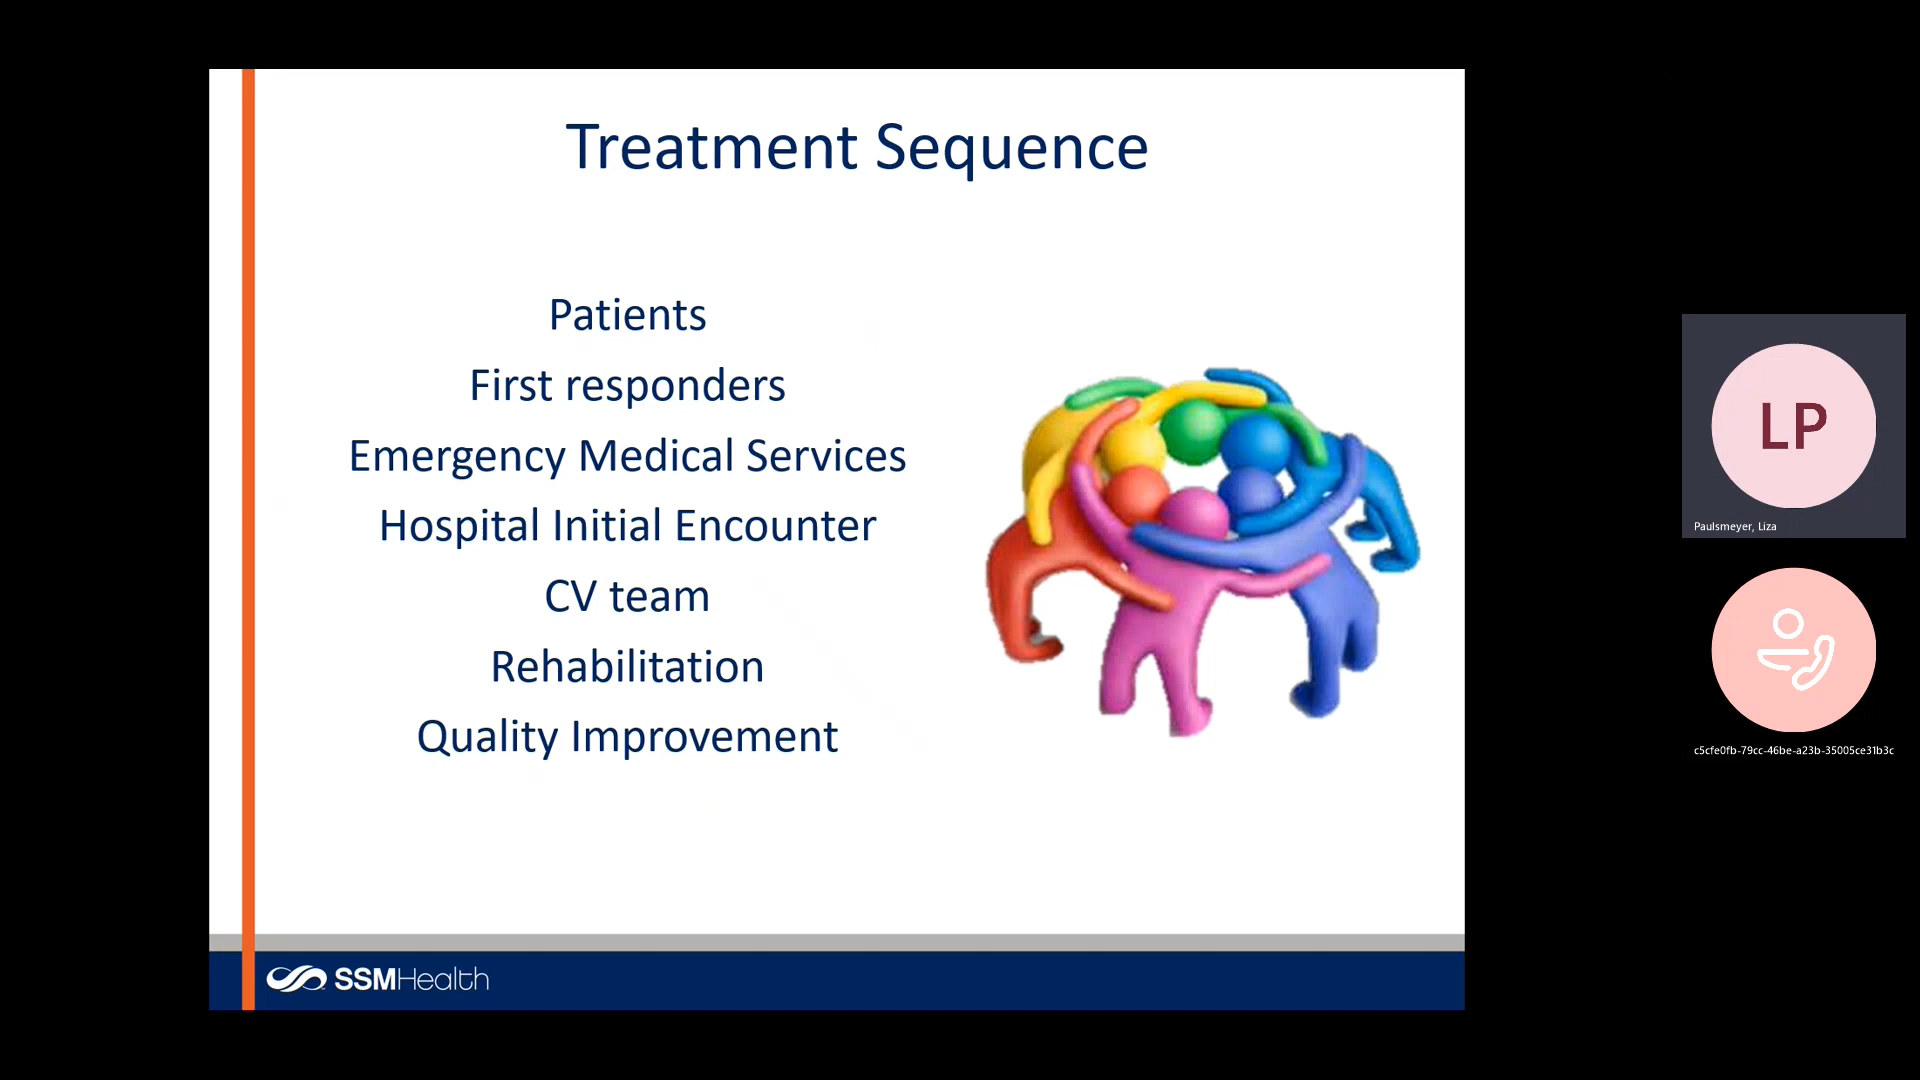 Treatment Sequence
Patients
First responders
Emergency Medical Services
Hospital Initial Encounter
CV team
Rehabilitation
Quality Improvement
SSMHealth
LP
Paulsmeyer, Liza
c5cfe0fb-79cc-46be-a23b-35005ce31b3c